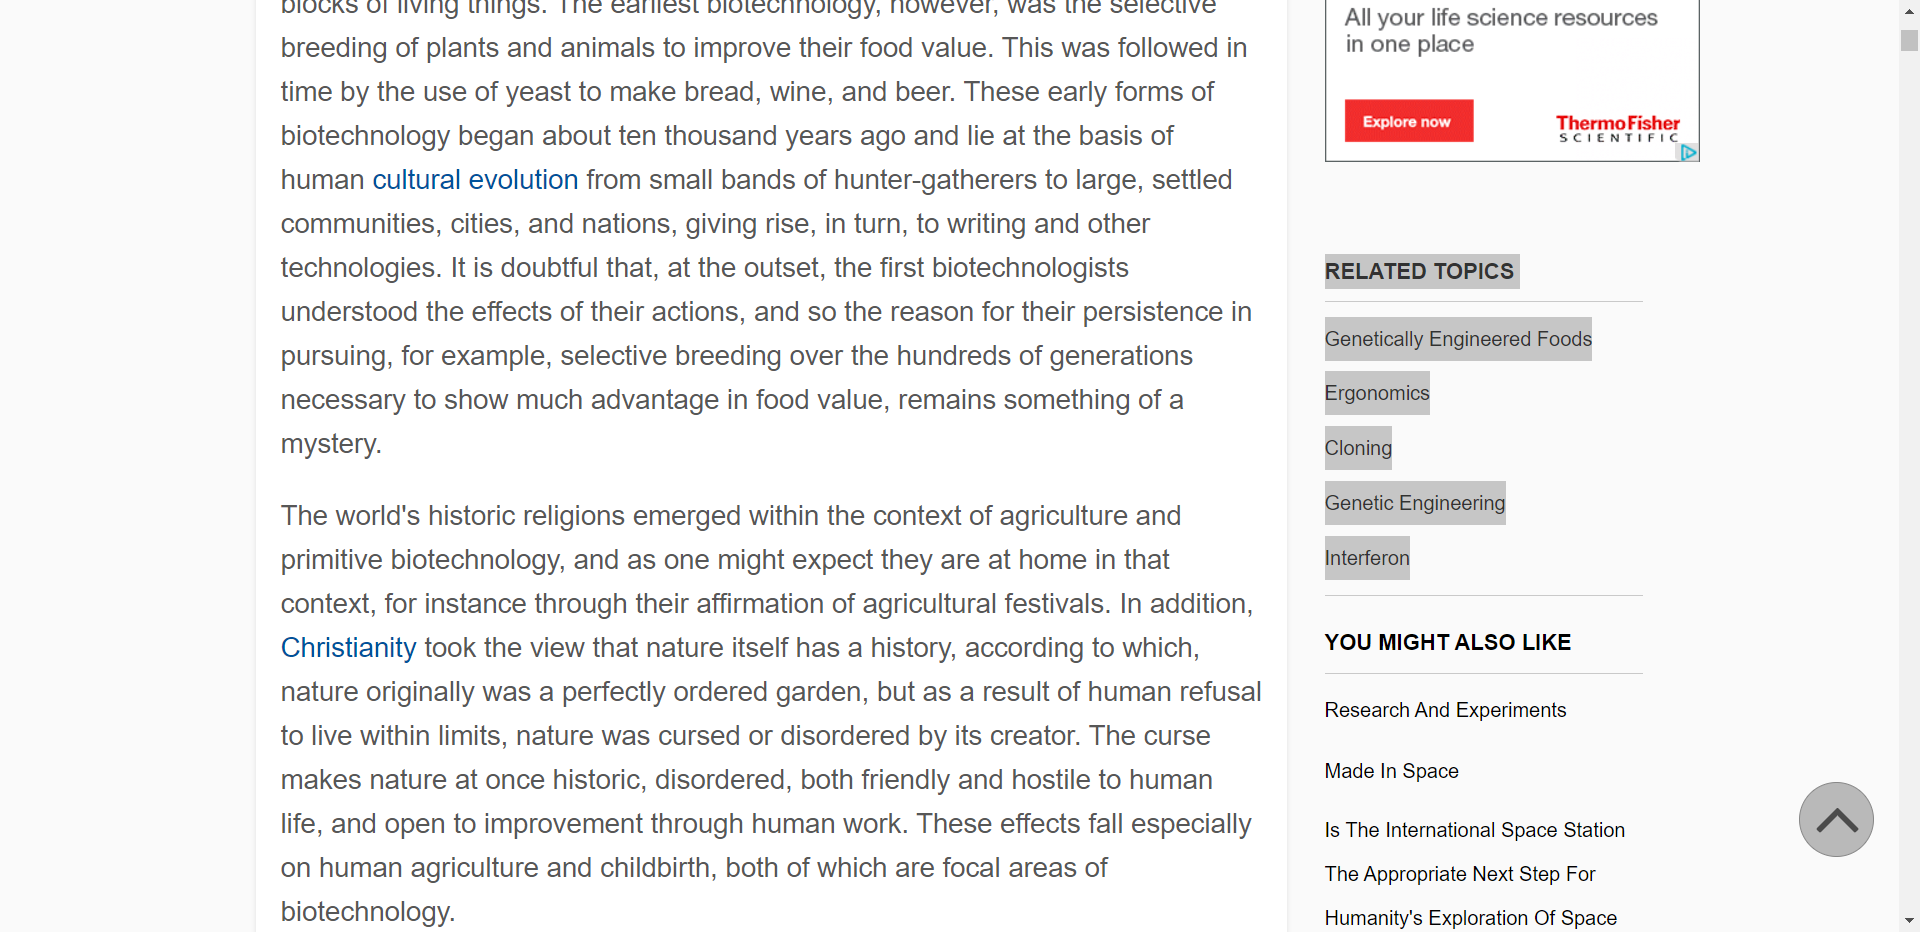 blocks of living things. The earliest biotechnology, however, was the selective
breeding of plants and animals to improve their food value. This was followed in
time by the use of yeast to make bread, wine, and beer. These early forms of
biotechnology began about ten thousand years ago and lie at the basis of
human cultural evolution from small bands of hunter-gatherers to large, settled
communities, cities, and nations, giving rise, in turn, to writing and other
technologies. It is doubtful that, at the outset, the first biotechnologists
understood the effects of their actions, and so the reason for their persistence in
pursuing, for example, selective breeding over the hundreds of generations
necessary to show much advantage in food value, remains something of a
mystery.
The world's historic religions emerged within the context of agriculture and
primitive biotechnology, and as one might expect they are at home in that
context, for instance through their affirmation of agricultural festivals. In addition,
Christianity took the view that nature itself has a history, according to which,
nature originally was a perfectly ordered garden, but as a result of human refusal
to live within limits, nature was cursed or disordered by its creator. The curse
makes nature at once historic, disordered, both friendly and hostile to human
life, and open to improvement through human work. These effects fall especially
on human agriculture and childbirth, both of which are focal areas of
biotechnology.
All your life science resources
in one place
Explore now
ThermoFisher
SCIENTIFIC
RELATED TOPICS
Genetically Engineered Foods
Ergonomics
Cloning
Genetic Engineering
Interferon
YOU MIGHT ALSO LIKE
Research And Experiments
Made In Space
Is The International Space Station
The Appropriate Next Step For
Humanity's Exploration Of Space